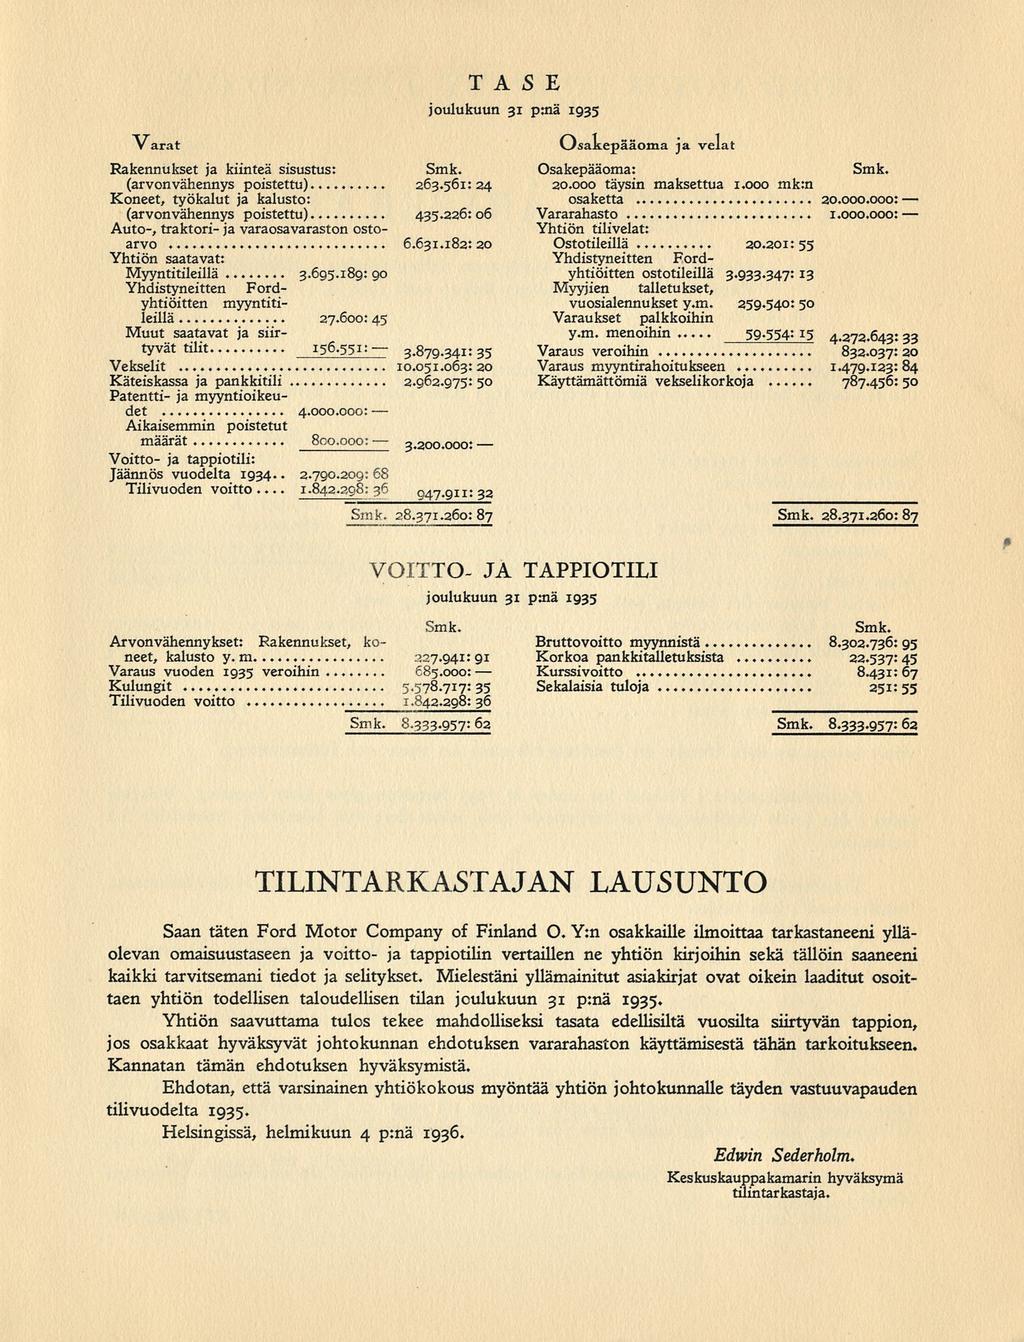 TASE
joulukuun 31 p:nä 1935
Varat
Rakennukset ja kiinteä sisustus: Smk.
(arvonvähennys poistettu).......... 263.561: 24
Koneet, työkalut ja kalusto:
(arvonvähennys poistettu).......... 435.226: 06
Auto-, traktori- ja varaosavaraston osto-
arvo ............................ 6.631.182: 20
Yhtiön saatavat:
Myyntitileillä ........ 3.695.189: 90
Yhdistyneitten Ford-
yhtiöitten myyntiti-
leillä .............. 27.600: 45
Muut saatavat ja siir-
tyvät tilit.......... 156.551: — 3.879.341: 35
Vekselit ........................... 10.051.063: 20
Käteiskassa ja pankkitili ............ 2.962.975: 50
Patentti- ja myyntioikeu-
det ................ 4.000.000: —
Aikaisemmin poistetut
määrät ............ 800.000: — 3.200.000: —
Voitto- ja tappiotili:
Jäännös vuodelta 1934.. 2.790.209: 68
Tilivuoden voitto .... 1.842.298: 36 947.911: 32
Smk. 28.371.260: 87
Osakepääoma ja velat
Osakepääoma: Smk.
20.000 täysin maksettua 1.000 mk:n
osaketta ....................... 20.000.000: —
Vararahasto ........................ 1.000.000: —
Yhtiön tilivelat:
Ostotileillä .......... 20.201: 55
Yhdistyneitten Ford-
yhtiöitten ostotileillä 3.933.347: 13
Myyjien talletukset,
vuosialennukset y.m. 259.540: 50
Varaukset palkkoihin
y.m. menoihin ..... 59.554: 15 4.272.643: 33
Varaus veroihin .................... 832.037: 20
Varaus myyntirahoitukseen .......... 1.479.123: 84
Käyttämättömiä vekselikorkoja ...... 787.456: 50
Smk. 28.371.260: 87
VOITTO- JA TAPPIOTILI
joulukuun 31 p:nä 1935
Smk.
Arvonvähennykset: Rakennukset, ko-
neet, kalusto y. m. ................ 227.941: 91
Varaus vuoden 1935 veroihin ........ 685.000: —
Kulungit .......................... 5.578.717: 35
Tilivuoden voitto .................. 1.842.298: 36
Smk. 8.333.957: 62
Smk.
Bruttovoitto myynnistä .............. 8.302.736: 95
Korkoa pankkitalletuksista .......... 22.537: 45
Kurssivoitto ....................... 8.431: 67
Sekalaisia tuloja .................... 251: 55
Smk. 8.333.957: 62
TILINTARKASTAJAN LAUSUNTO
Saan täten Ford Motor Company of Finland O. Y:n osakkaille ilmoittaa tarkastaneeni yllä-
olevan omaisuustaseen ja voitto- ja tappiotilin vertaillen ne yhtiön kirjoihin sekä tällöin saaneeni
kaikki tarvitsemani tiedot ja selitykset. Mielestäni yllämainitut asiakirjat ovat oikein laaditut osoit-
taen yhtiön todellisen taloudellisen tilan joulukuun 31 p:nä 1935.
Yhtiön saavuttama tulos tekee mahdolliseksi tasata edellisiltä vuosilta siirtyvän tappion,
jos osakkaat hyväksyvät johtokunnan ehdotuksen vararahaston käyttämisestä tähän tarkoitukseen.
Kannatan tämän ehdotuksen hyväksymistä.
Ehdotan, että varsinainen yhtiökokous myöntää yhtiön johtokunnalle täyden vastuuvapauden
tilivuodelta 1935.
Helsingissä, helmikuun 4 p:nä 1936.
Edwin Sederholm.
Keskuskauppakamarin hyväksymä
tilintarkastaja.